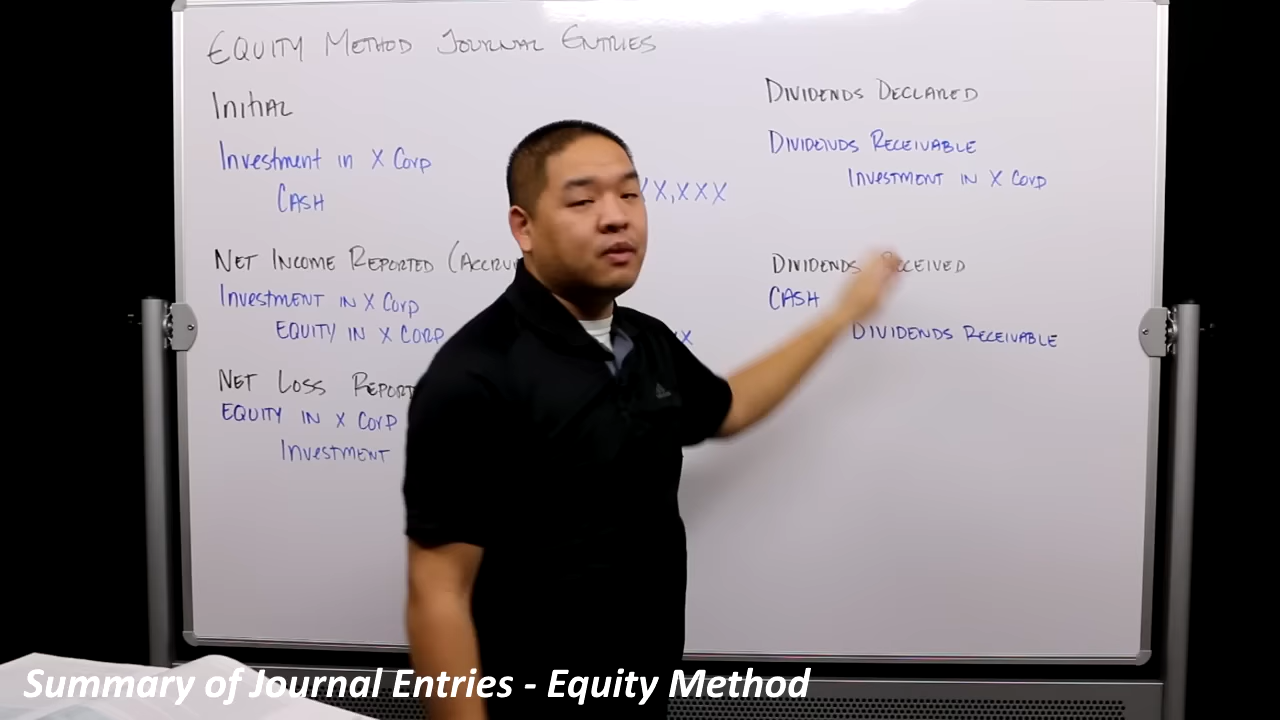 EQUITY METHOD JOURNAL ENTRIES
INITIAL
Investment in X Corp
CASH
XX,XXX
NET INCOME REPORTED
INVESTMENT IN X CORP
EQUITY IN X CORP
NET LOSS
EQUITY IN X CORP
INVESTMENT
DIVIDENDS DECLARED
DIVIDENDS RECEIVABLE
INVESTMENT IN X CORP
DIVIDENDS RECEIVED
CASH
DIVIDENDS RECEIVABLE
Summary of Journal Entries - Equity Method